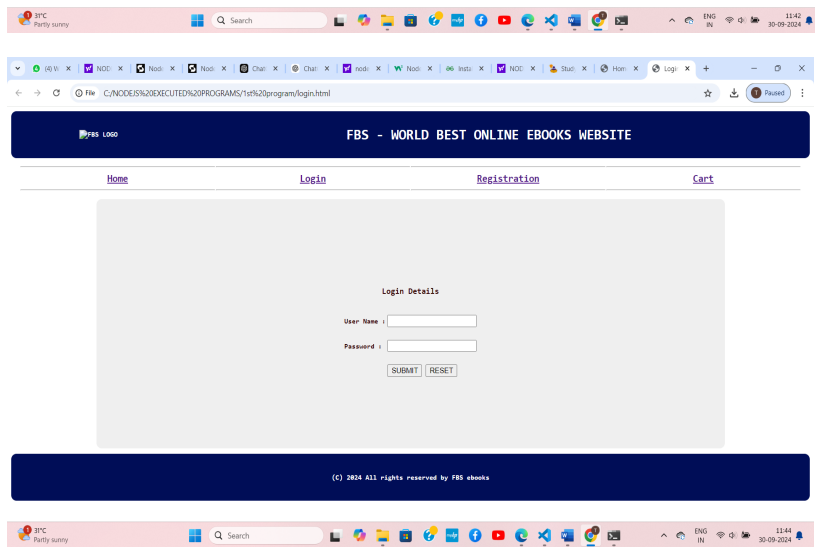 31°C
Partly sunny
Search
ENG
IN
11:42
30-09-2024
(4) W
NODE
Node
Node
Chat
Chat
node
Node
Insta
NODE
Stud
Hom
Login
File C:/NODEJS%20EXECUTED%20PROGRAMS/1st%20program/login.html
Paused
FBS LOGO
FBS - WORLD BEST ONLINE EBOOKS WEBSITE
Home Login Registration Cart
Login Details
User Name :
Password :
SUBMIT RESET
(C) 2024 All rights reserved by FBS ebooks
31°C
Partly sunny
Search
ENG
IN
11:44
30-09-2024